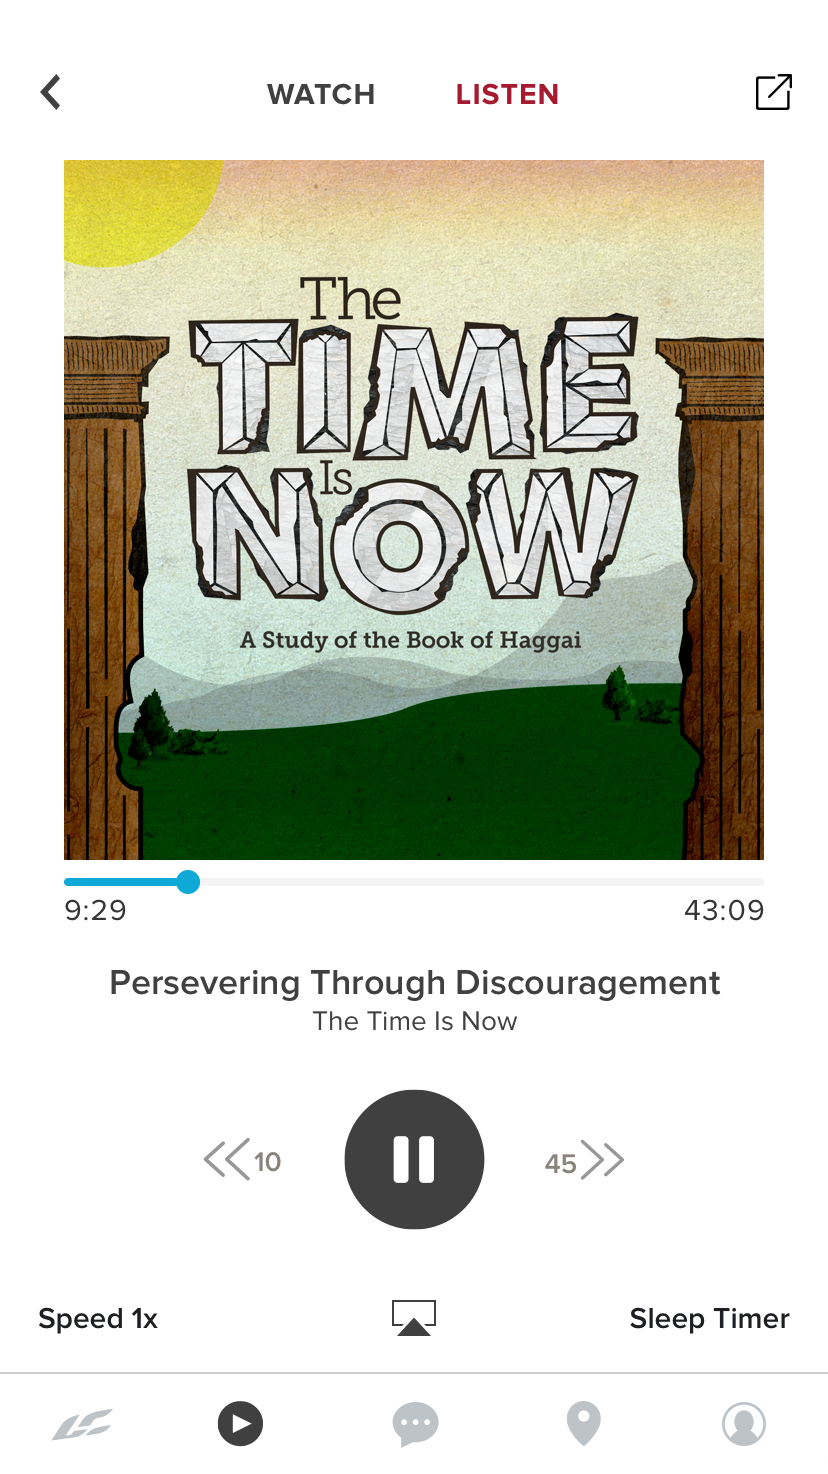 WATCH LISTEN
The
TIME
Is
NOW
A Study of the Book of Haggai
9:29 43:09
Persevering Through Discouragement
The Time Is Now
10 45
Speed 1x Sleep Timer